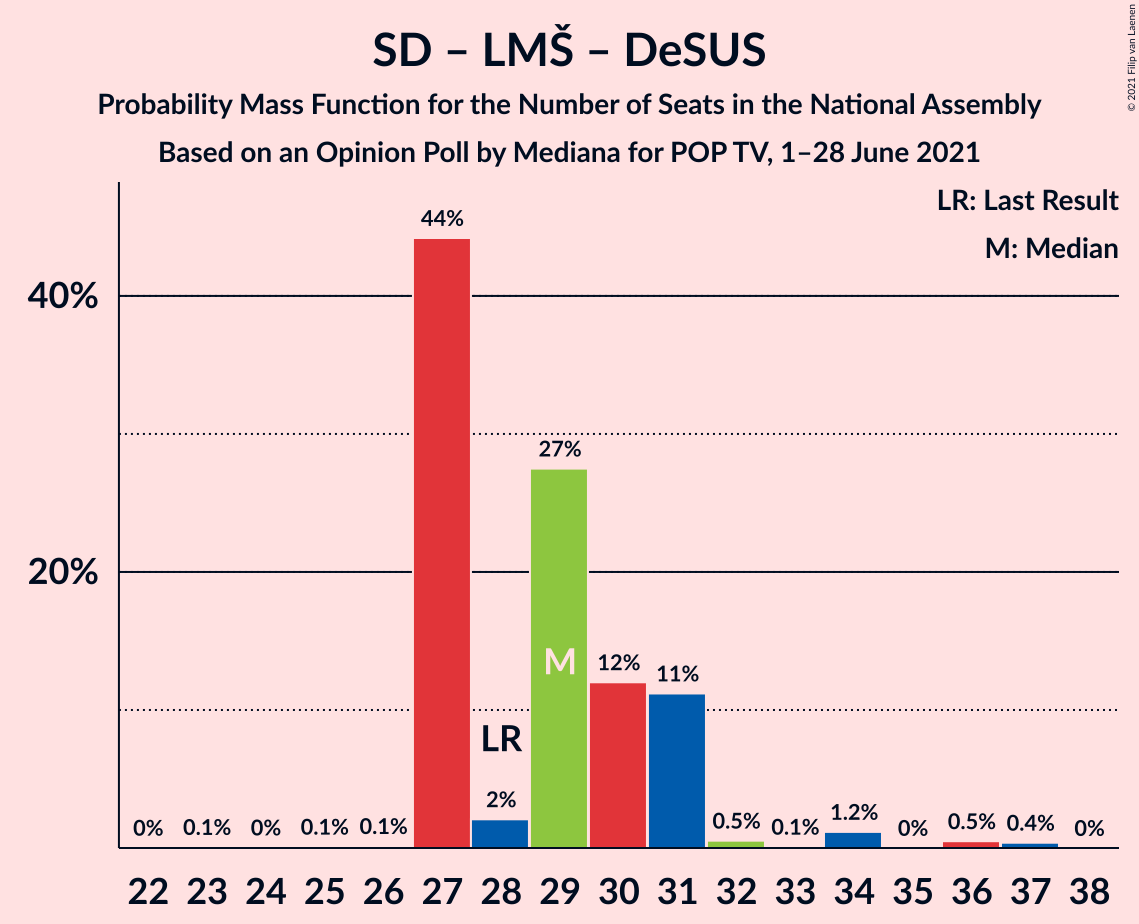 SD – LMŠ – DeSUS
Probability Mass Function for the Number of Seats in the National Assembly
Based on an Opinion Poll by Mediana for POP TV, 1–28 June 2021
© 2021 Filip van Laenen
LR: Last Result
M: Median
44%
40%
27%
20%
M
12%
11%
LR
2%
0%
0.1%
0%
0.1%
0.1%
0.5%
0.1%
1.2%
0%
0.5%
0.4%
0%
22 23 24 25 26 27 28 29 30 31 32 33 34 35 36 37 38